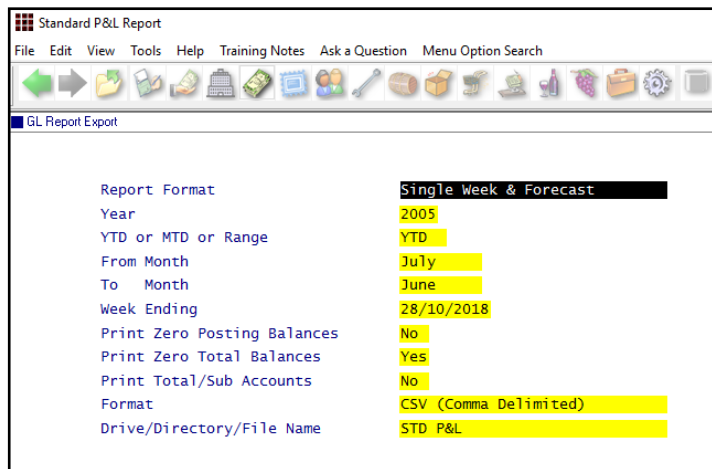 Standard P&L Report
File Edit View Tools Help Training Notes Ask a Question Menu Option Search
GL Report Export
Report Format Single Week & Forecast
Year 2005
YTD or MTD or Range YTD
From Month July
To Month June
Week Ending 28/10/2018
Print Zero Posting Balances No
Print Zero Total Balances Yes
Print Total/Sub Accounts No
Format CSV (Comma Delimited)
Drive/Directory/File Name STD P&L